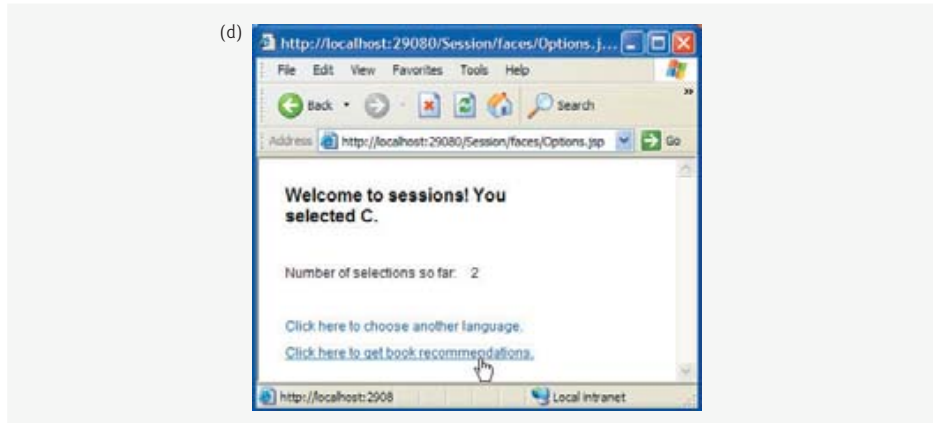 (d)
http://localhost:29080/Session/faces/Options.j...
File Edit View Favorites Tools Help
Back Search
Address http://localhost:29080/Session/faces/Options.jsp Go
Welcome to sessions! You
selected C.
Number of selections so far: 2
Click here to choose another language.
Click here to get book recommendations.
http://localhost:2908 Local intranet